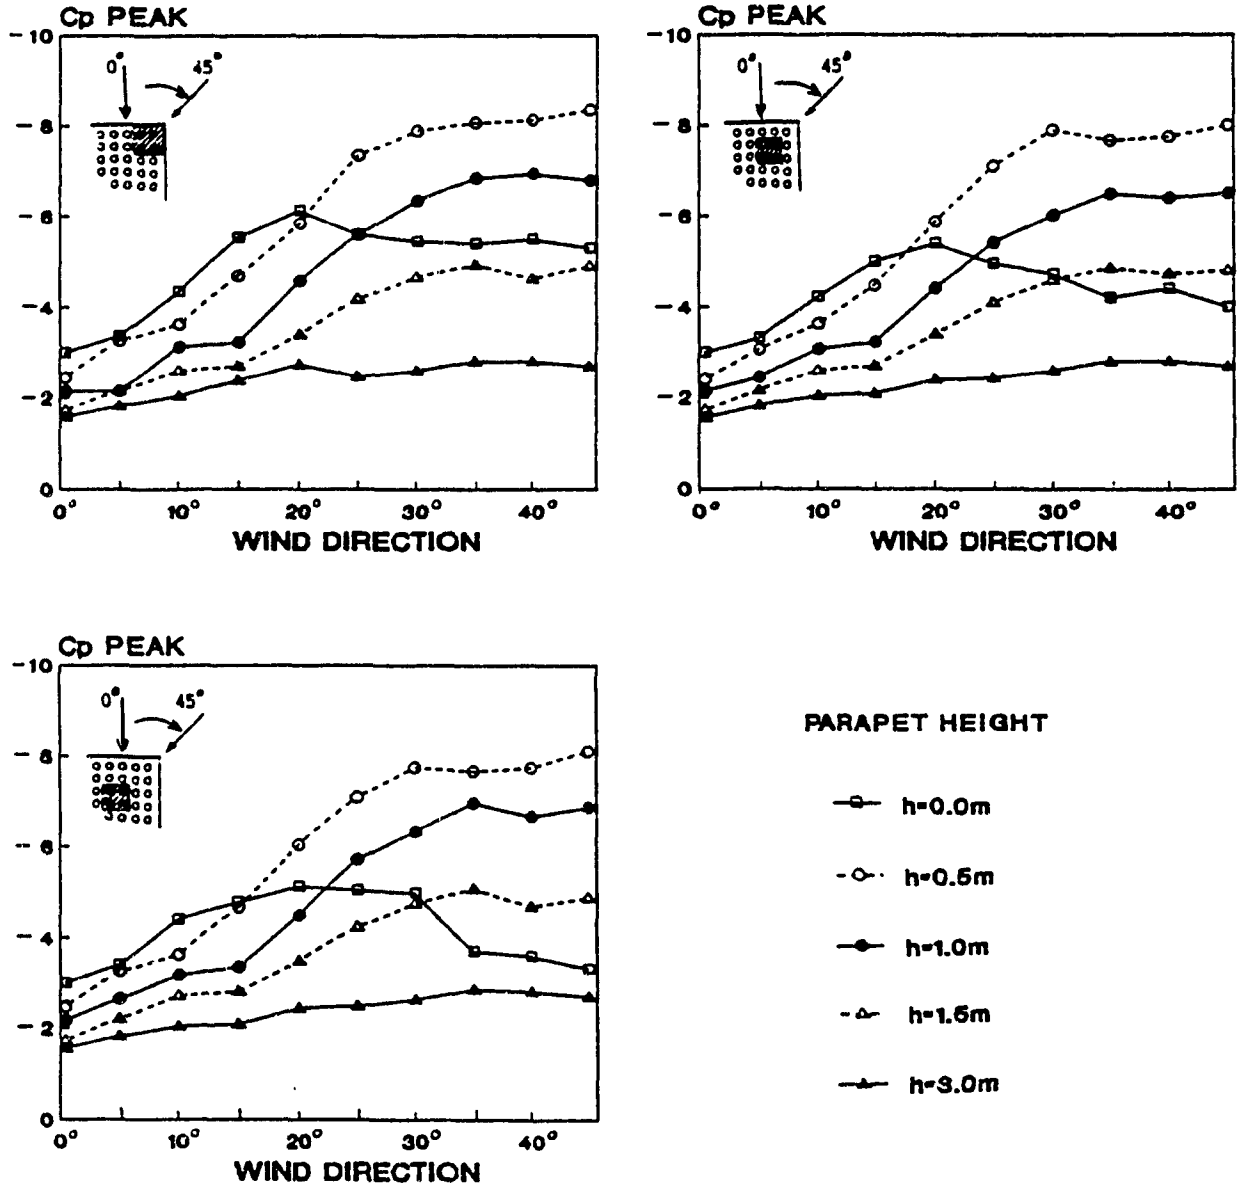 Cp PEAK
-10
-8
-6
-4
-2
0
0° 45°
0° 10° 20° 30° 40°
WIND DIRECTION
Cp PEAK
-10
-8
-6
-4
-2
0
0° 45°
0° 10° 20° 30° 40°
WIND DIRECTION
Cp PEAK
-10
-8
-6
-4
-2
0
0° 45°
0° 10° 20° 30° 40°
WIND DIRECTION
PARAPET HEIGHT
h=0.0m
h=0.5m
h=1.0m
h=1.5m
h=3.0m